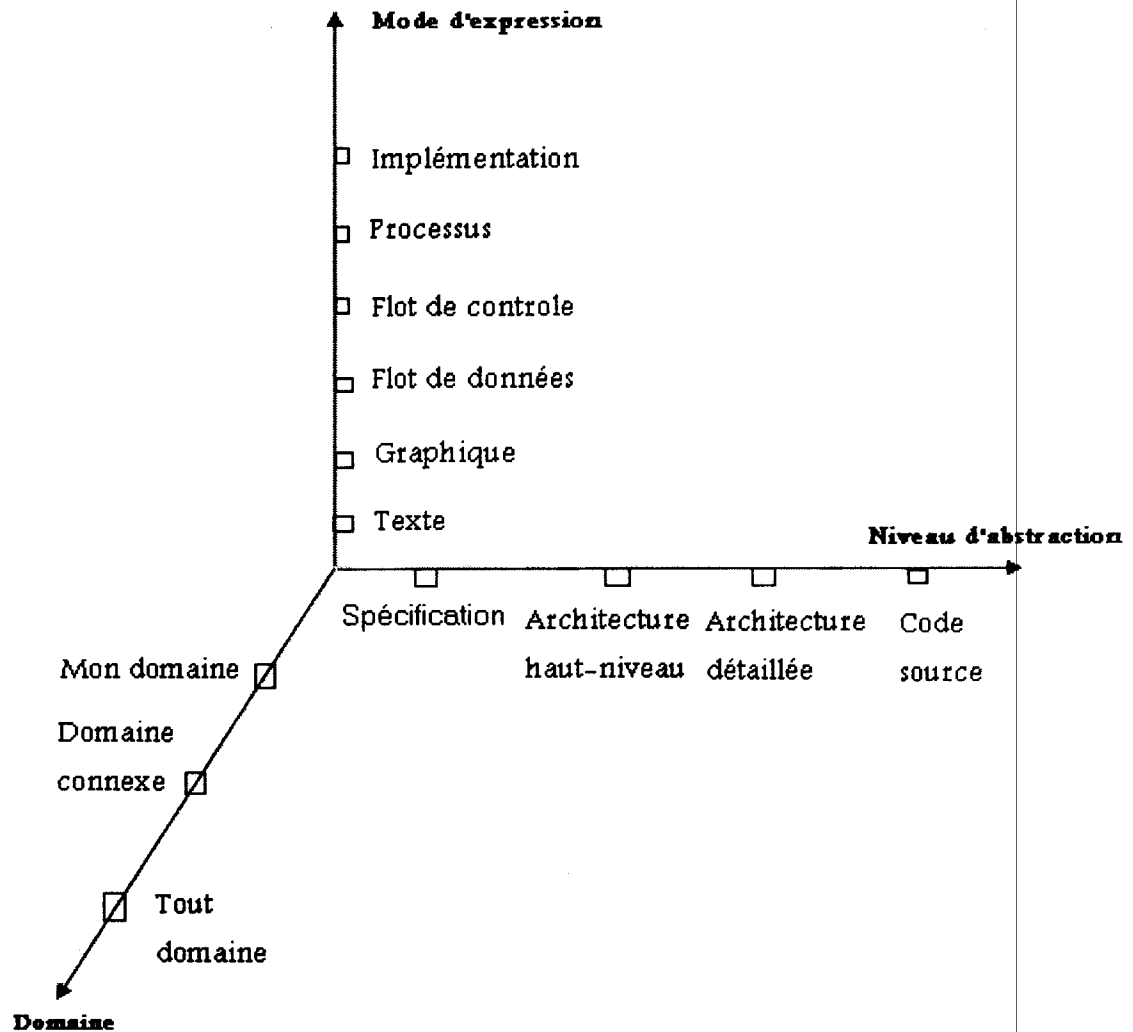 Mode d'expression
Implémentation
Processus
Flot de controle
Flot de données
Graphique
Texte
Niveau d'abstraction
Spécification
Architecture
haut-niveau
Architecture
détaillée
Code
source
Mon domaine
Domaine
connexe
Tout
domaine
Domaine